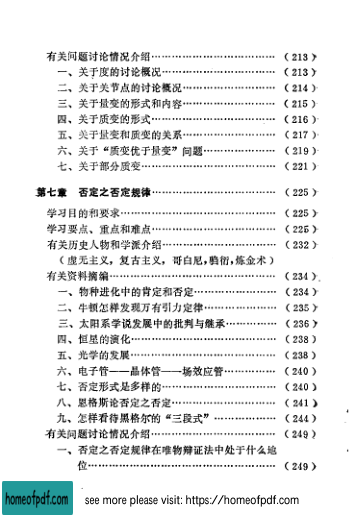 有关问题讨论情况介绍…………………………（213）
一、关于度的讨论概况…………………………（213）
二、关于关节点的讨论概况……………………（214）
三、关于量变的形式和内容……………………（215）
四、关于质变的形式……………………………（216）
五、关于量变和质变的关系……………………（217）
六、关于“质变优于量变”问题………………（219）
七、关于部分质变………………………………（221）
第七章 否定之否定规律………………………（225）
学习目的和要求…………………………………（225）
学习要点、重点和难点…………………………（225）
有关历史人物和学派介绍………………………（232）
（虚无主义，复古主义，哥白尼，鸭衍，炼金术）
有关资料摘编……………………………………（234）
一、物种进化中的肯定和否定…………………（234）
二、牛顿怎样发现万有引力定律………………（235）
三、太阳系学说发展中的批判与继承…………（236）
四、恒星的演化…………………………………（238）
五、光学的发展…………………………………（238）
六、电子管——晶体管——场效应管…………（240）
七、否定形式是多样的…………………………（240）
八、恩格斯论否定之否定………………………（241）
九、怎样看待黑格尔的“三段式”……………（244）
有关问题讨论情况介绍…………………………（249）
一、否定之否定规律在唯物辩证法中处于什么地
位………………………………………………（249）
homeofpdf.com
see more please visit: https://homeofpdf.com